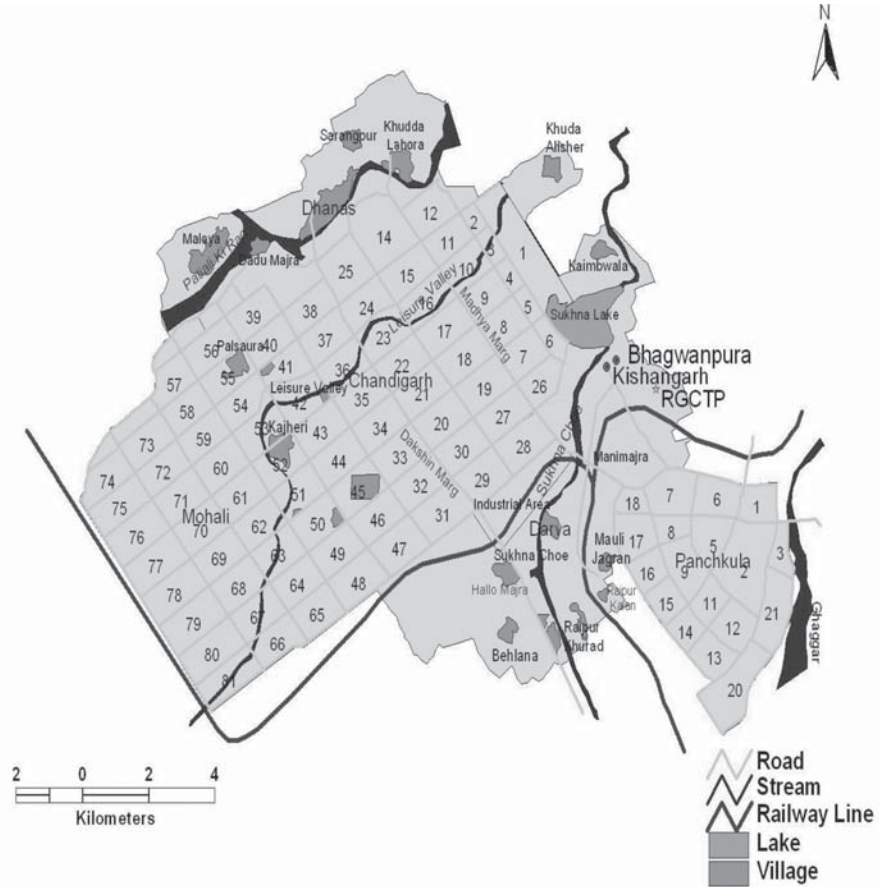 N
Sarangpur
Khudda
Lahora
Khuda
Alisher
Dhanas
Maloya
Dadu Majra
Kaimbwala
Sukhna Lake
Leisure Valley
Madhya Marg
Bhagwanpura
Kishangarh
RGCTP
Palsaura
Leisure Valley
Chandigarh
Kajheri
Dakshin Marg
Sukhna Choe
Manimajra
Industrial Area
Mohali
Darya
Sukhna Choe
Mauli
Jagran
Panchkula
Hallo Majra
Raipur
Kalan
Behlana
Raipur
Khurad
Ghaggar
12 2
14 11 3 1
25 15 10 4
38 24 16 9 5
39 37 23 17 8 6
56 40 41 36 22 18 7
57 55 42 35 21 19 26
58 54 53 43 34 20 27
73 59 52 44 33 30 28
74 72 60 51 45 32 29
75 71 61 50 46 31
76 70 62 49 47
77 69 63 48
78 68 64
79 67 65
80 66
81
18 7 6 1
17 8 5 3
16 9 2
15 11 21
14 12
13
20
2 0 2 4
Kilometers
Road
Stream
Railway Line
Lake
Village